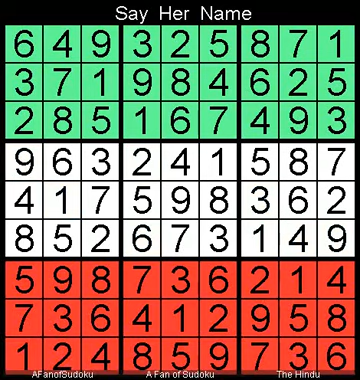 Say Her Name
6 4 9 3 2 5 8 7 1
3 7 1 9 8 4 6 2 5
2 8 5 1 6 7 4 9 3
9 6 3 2 4 1 5 8 7
4 1 7 5 9 8 3 6 2
8 5 2 6 7 3 1 4 9
5 9 8 7 3 6 2 1 4
7 3 6 4 1 2 9 5 8
1 2 4 8 5 9 7 3 6
AFanofSudoku A Fan of Sudoku The Hindu